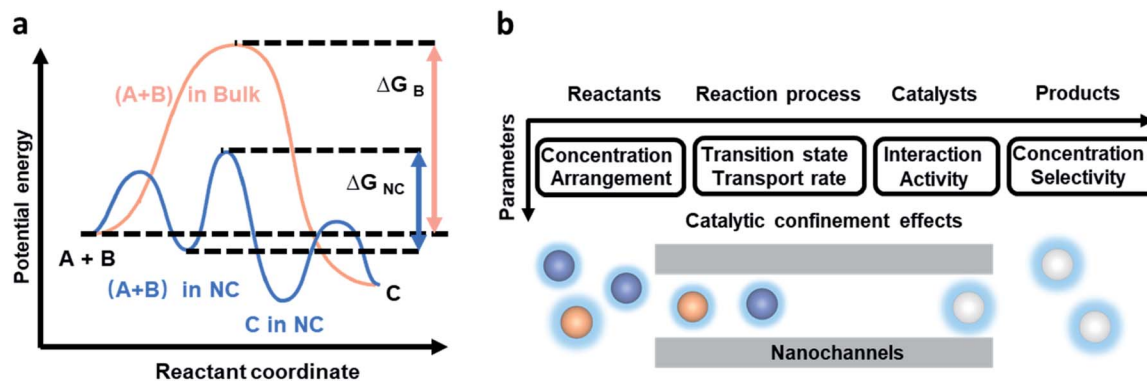 a
Potential energy
(A+B) in Bulk
ΔG B
ΔG NC
A + B
(A+B) in NC
C in NC
C
Reactant coordinate
b
Reactants Reaction process Catalysts Products
Parameters
Concentration
Arrangement
Transition state
Transport rate
Interaction
Activity
Concentration
Selectivity
Catalytic confinement effects
Nanochannels